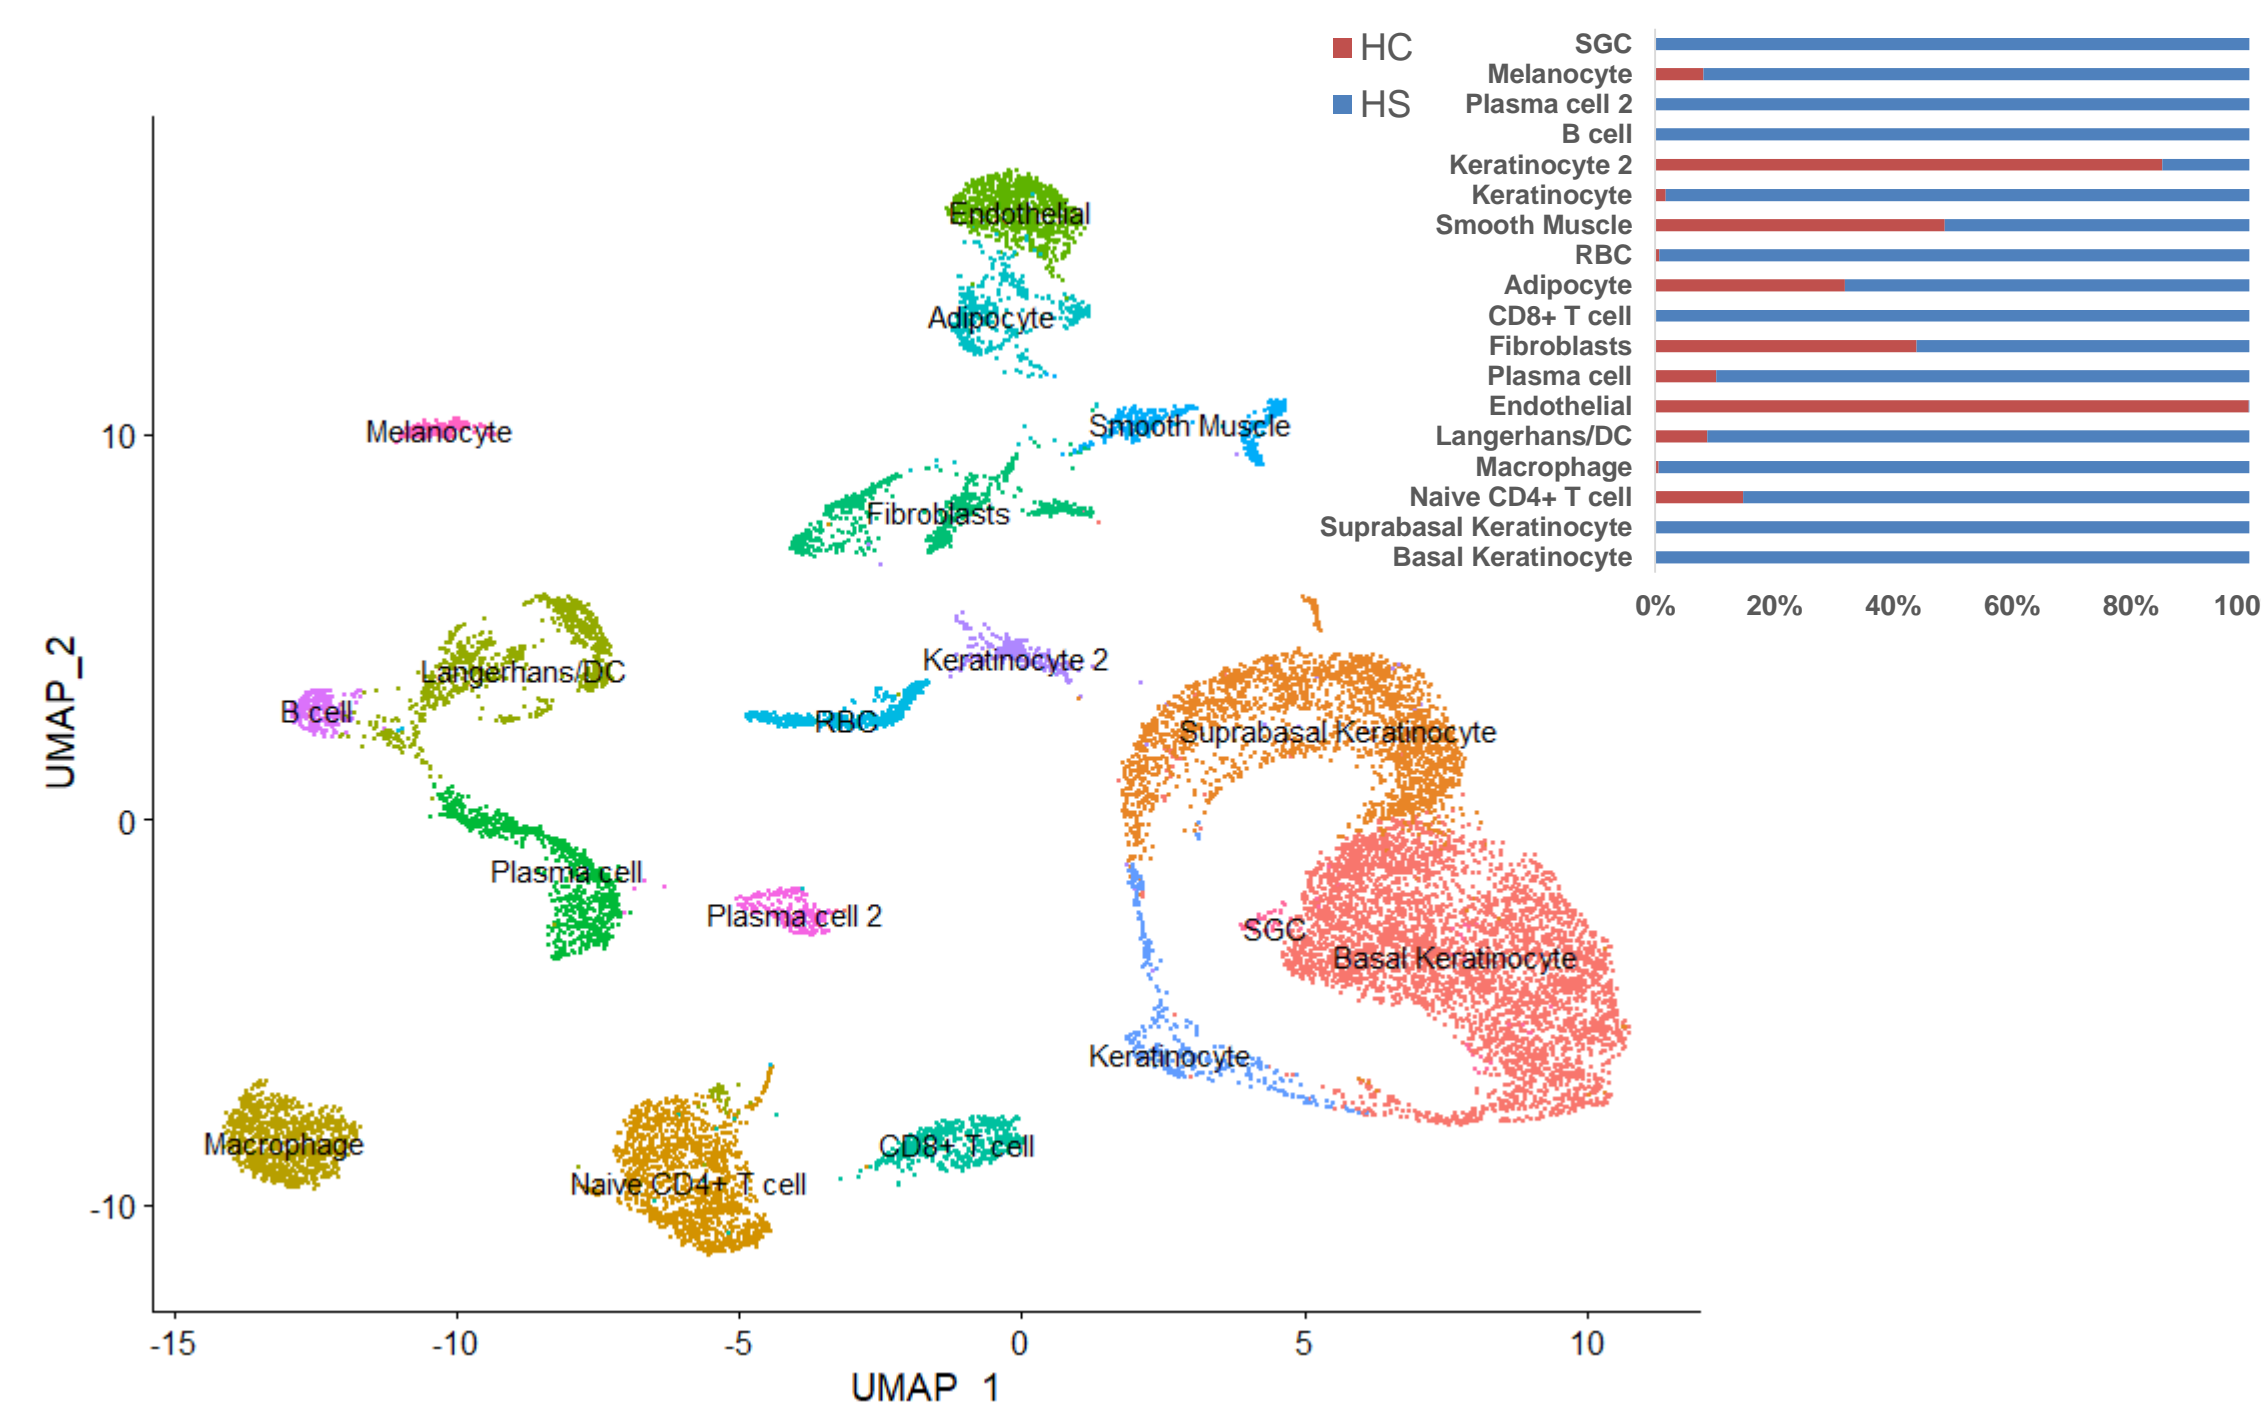 HC
HS
SGC
Melanocyte
Plasma cell 2
B cell
Keratinocyte 2
Keratinocyte
Smooth Muscle
RBC
Adipocyte
CD8+ T cell
Fibroblasts
Plasma cell
Endothelial
Langerhans/DC
Macrophage
Naive CD4+ T cell
Suprabasal Keratinocyte
Basal Keratinocyte
0% 20% 40% 60% 80% 100
Endothelial
Adipocyte
Smooth Muscle
Melanocyte
Fibroblasts
Keratinocyte 2
Langerhans/DC
B cell
RBC
Suprabasal Keratinocyte
Plasma cell
Plasma cell 2
SGC
Basal Keratinocyte
Keratinocyte
Macrophage
CD8+ T cell
Naive CD4+ T cell
UMAP_2
10
0
-10
-15 -10 -5 0 5 10
UMAP 1